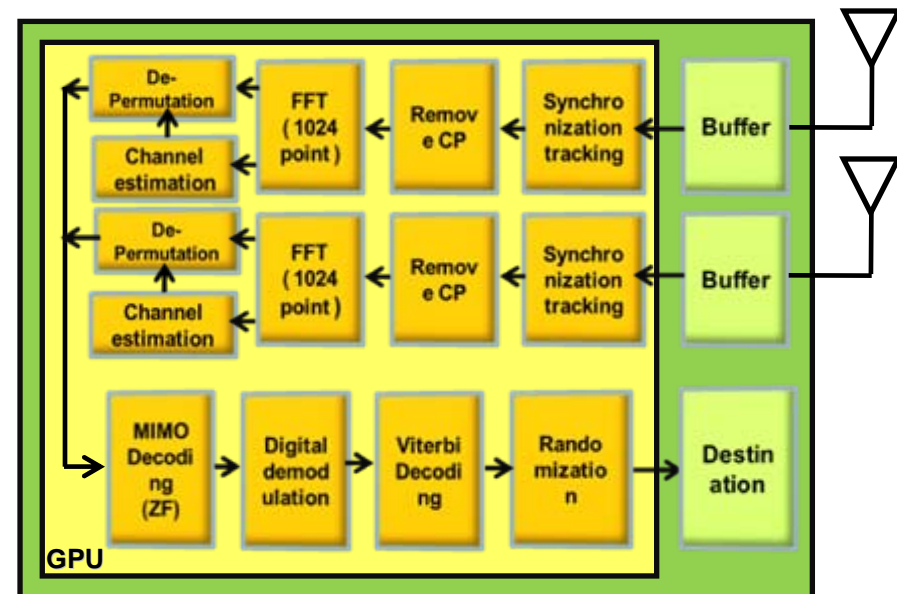 De-
Permutation
Channel
estimation
FFT
( 1024
point )
Remov
e CP
Synchro
nization
tracking
Buffer
De-
Permutation
Channel
estimation
FFT
( 1024
point )
Remov
e CP
Synchro
nization
tracking
Buffer
MIMO
Decodi
ng
(ZF)
Digital
demod
ulation
Viterbi
Decodi
ng
Rando
mizatio
n
Destin
ation
GPU